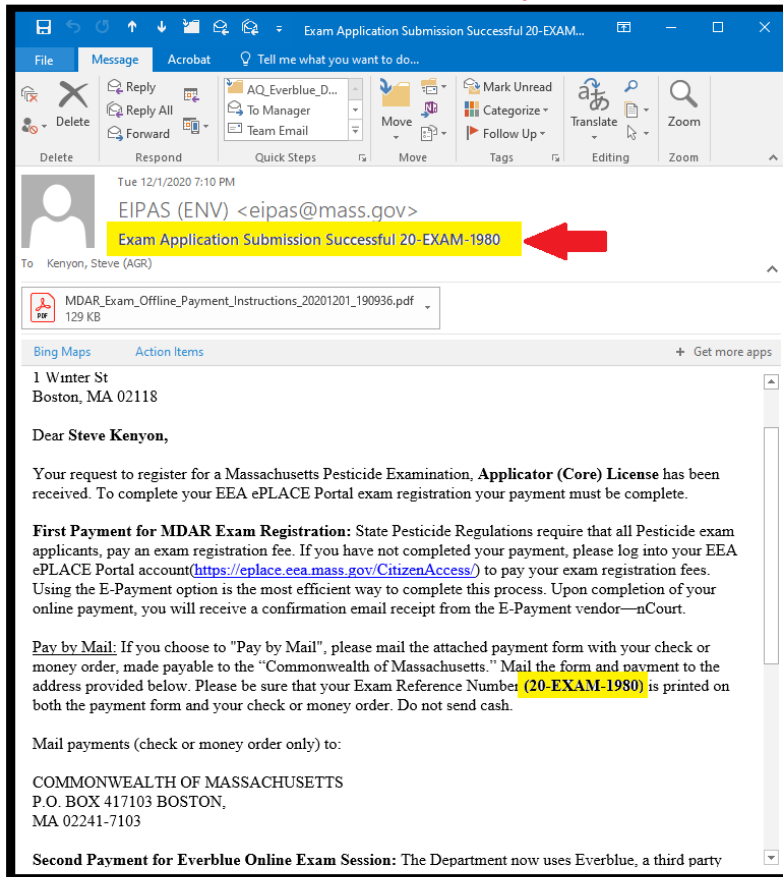 Exam Application Submission Successful 20-EXAM...
File Message Acrobat Tell me what you want to do...
Delete
Reply
Reply All
Forward
AQ_Everblue_D...
To Manager
Team Email
Move
Mark Unread
Categorize
Follow Up
Translate
Zoom
Delete Respond Quick Steps Move Tags Editing Zoom
Tue 12/1/2020 7:10 PM
EIPAS (ENV) <eipas@mass.gov>
Exam Application Submission Successful 20-EXAM-1980
To Kenyon, Steve (AGR)
PDF
MDAR_Exam_Offline_Payment_Instructions_20201201_190936.pdf
129 KB
Bing Maps Action Items + Get more apps
1 Winter St
Boston, MA 02118
Dear Steve Kenyon,
Your request to register for a Massachusetts Pesticide Examination, Applicator (Core) License has been
received. To complete your EEA ePLACE Portal exam registration your payment must be complete.
First Payment for MDAR Exam Registration: State Pesticide Regulations require that all Pesticide exam
applicants, pay an exam registration fee. If you have not completed your payment, please log into your EEA
ePLACE Portal account(https://eplace.eea.mass.gov/CitizenAccess/) to pay your exam registration fees.
Using the E-Payment option is the most efficient way to complete this process. Upon completion of your
online payment, you will receive a confirmation email receipt from the E-Payment vendor—nCourt.
Pay by Mail: If you choose to "Pay by Mail", please mail the attached payment form with your check or
money order, made payable to the “Commonwealth of Massachusetts.” Mail the form and payment to the
address provided below. Please be sure that your Exam Reference Number (20-EXAM-1980) is printed on
both the payment form and your check or money order. Do not send cash.
Mail payments (check or money order only) to:
COMMONWEALTH OF MASSACHUSETTS
P.O. BOX 417103 BOSTON,
MA 02241-7103
Second Payment for Everblue Online Exam Session: The Department now uses Everblue, a third party